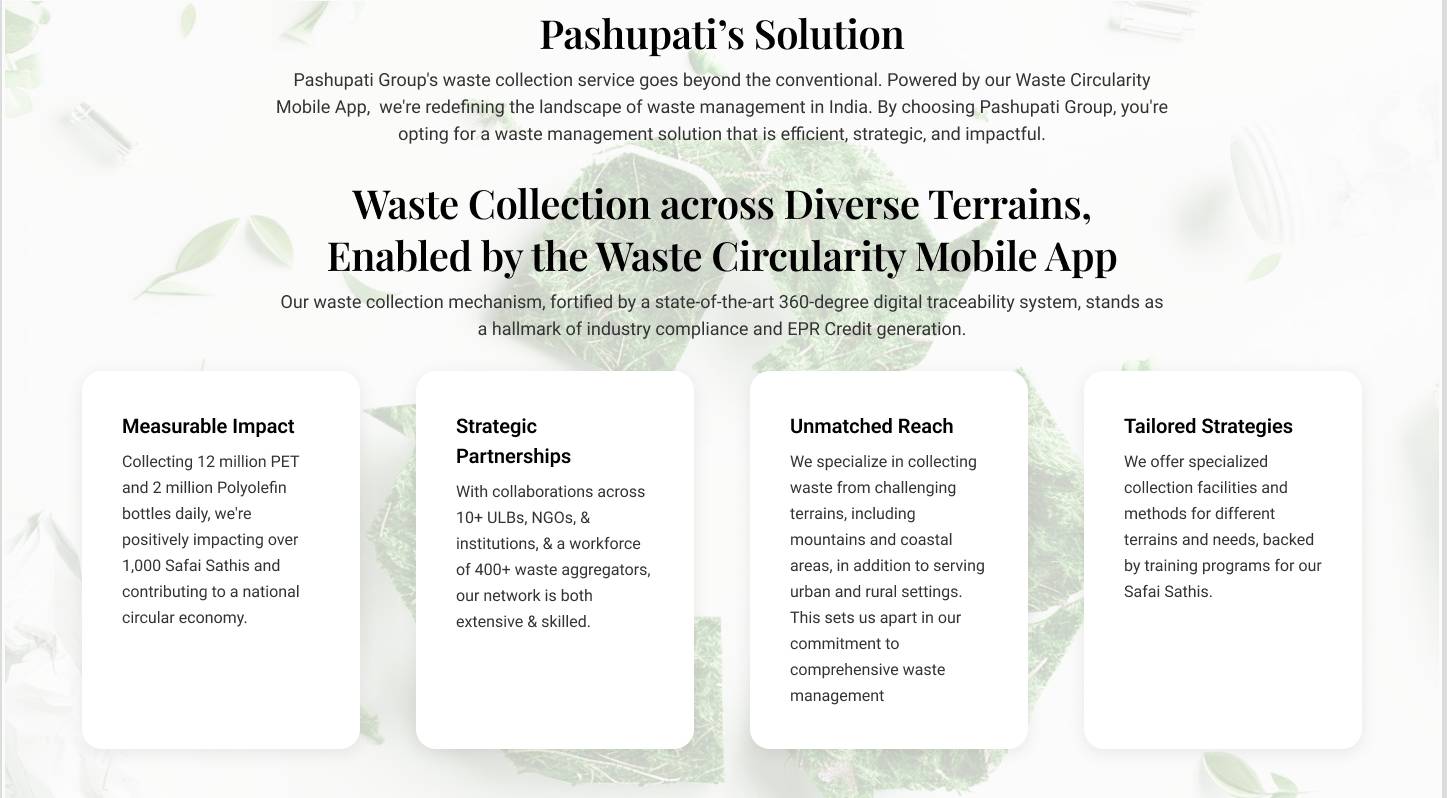 Pashupati’s Solution
Pashupati Group's waste collection service goes beyond the conventional. Powered by our Waste Circularity
Mobile App,  we're redefining the landscape of waste management in India. By choosing Pashupati Group, you're
opting for a waste management solution that is efficient, strategic, and impactful.
Waste Collection across Diverse Terrains,
Enabled by the Waste Circularity Mobile App
Our waste collection mechanism, fortified by a state-of-the-art 360-degree digital traceability system, stands as
a hallmark of industry compliance and EPR Credit generation.
Measurable Impact
Collecting 12 million PET
and 2 million Polyolefin
bottles daily, we're
positively impacting over
1,000 Safai Sathis and
contributing to a national
circular economy.
Strategic
Partnerships
With collaborations across
10+ ULBs, NGOs, &
institutions, & a workforce
of 400+ waste aggregators,
our network is both
extensive & skilled.
Unmatched Reach
We specialize in collecting
waste from challenging
terrains, including
mountains and coastal
areas, in addition to serving
urban and rural settings.
This sets us apart in our
commitment to
comprehensive waste
management
Tailored Strategies
We offer specialized
collection facilities and
methods for different
terrains and needs, backed
by training programs for our
Safai Sathis.